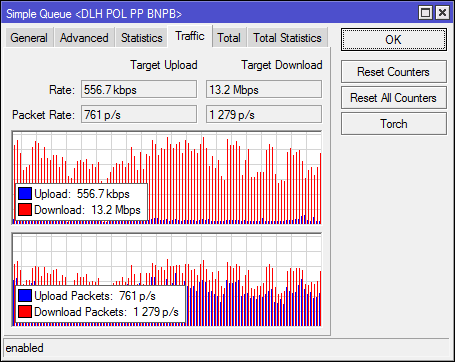 Simple Queue <DLH POL PP BNPB>
General Advanced Statistics Traffic Total Total Statistics
OK
Reset Counters
Reset All Counters
Torch
Target Upload Target Download
Rate: 556.7 kbps 13.2 Mbps
Packet Rate: 761 p/s 1 279 p/s
Upload: 556.7 kbps
Download: 13.2 Mbps
Upload Packets: 761 p/s
Download Packets: 1 279 p/s
enabled